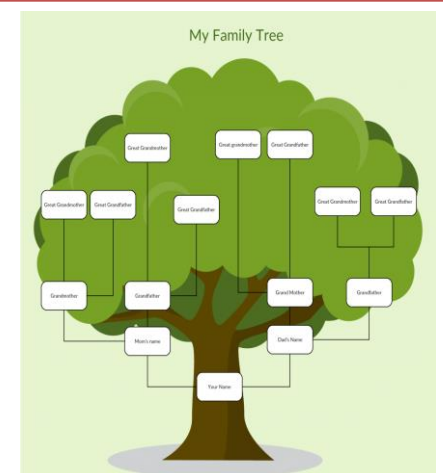 My Family Tree
Great Grandmother
Great grandmother
Great Grandfather
Great Grandmother
Great Grandfather
Great Grandfather
Great Grandmother
Great Grandfather
Grandmother
Grandfather
Grand Mother
Grandfather
Mom's name
Dad's Name
Your Name